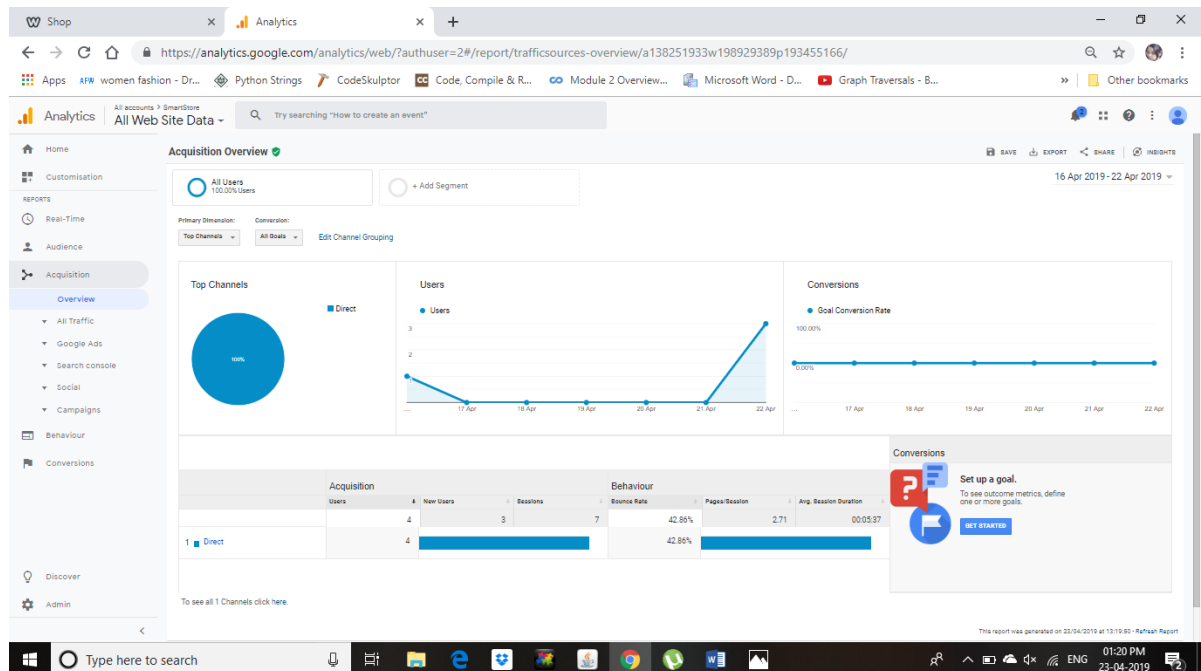 Shop
Analytics
https://analytics.google.com/analytics/web/?authuser=2#/report/trafficsources-overview/a138251933w198929389p193455166/
Apps AFW women fashion - Dr... Python Strings CodeSkulptor CC Code, Compile & R... CO Module 2 Overview... Microsoft Word - D... Graph Traversals - B... » Other bookmarks
Analytics
All accounts > SmartStore
All Web Site Data
Try searching "How to create an event"
2
Home
Customisation
REPORTS
Real-Time
Audience
Acquisition
Overview
All Traffic
Google Ads
Search console
Social
Campaigns
Behaviour
Conversions
Discover
Admin
Acquisition Overview
SAVE EXPORT SHARE INSIGHTS
All Users
100.00% Users
+ Add Segment
16 Apr 2019 - 22 Apr 2019
Primary Dimension: Conversion:
Top Channels All Goals Edit Channel Grouping
Top Channels
Direct
100%
Users
Users
3
2
1
... 17 Apr 18 Apr 19 Apr 20 Apr 21 Apr 22 Apr
Conversions
Goal Conversion Rate
100.00%
0.00%
... 17 Apr 18 Apr 19 Apr 20 Apr 21 Apr 22 Apr
Acquisition Behaviour
Users New Users Sessions Bounce Rate Pages/Session Avg. Session Duration
4 3 7 42.86% 2.71 00:05:37
1 Direct 4 42.86%
Conversions
Set up a goal.
To see outcome metrics, define
one or more goals.
GET STARTED
To see all 1 Channels click here.
This report was generated on 23/04/2019 at 13:19:50 - Refresh Report
Type here to search
ENG
01:20 PM
23-04-2019
2